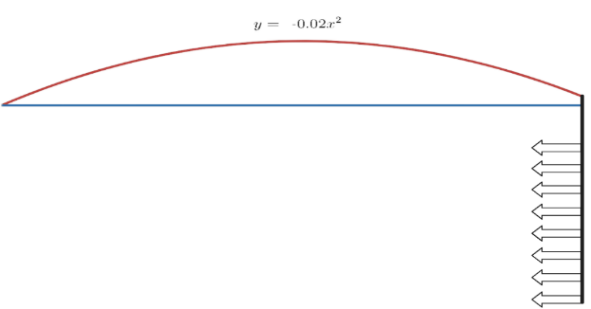 y = -0.02x²